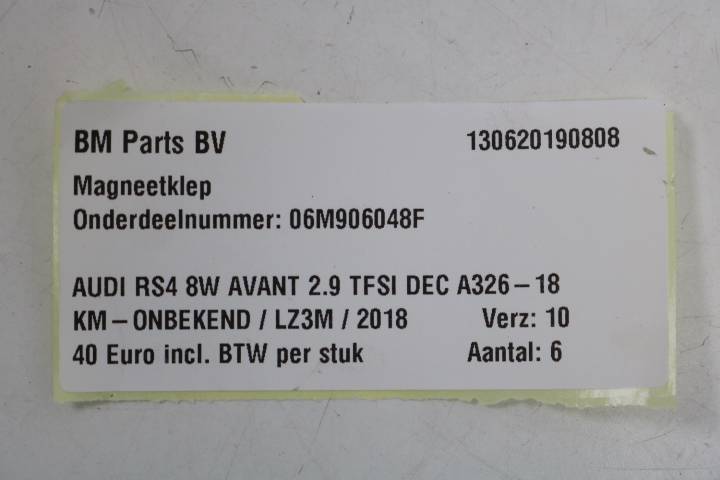 BM Parts BV 130620190808
Magneetklep
Onderdeelnummer: 06M906048F
AUDI RS4 8W AVANT 2.9 TFSI DEC A326-18
KM-ONBEKEND / LZ3M / 2018 Verz: 10
40 Euro incl. BTW per stuk Aantal: 6